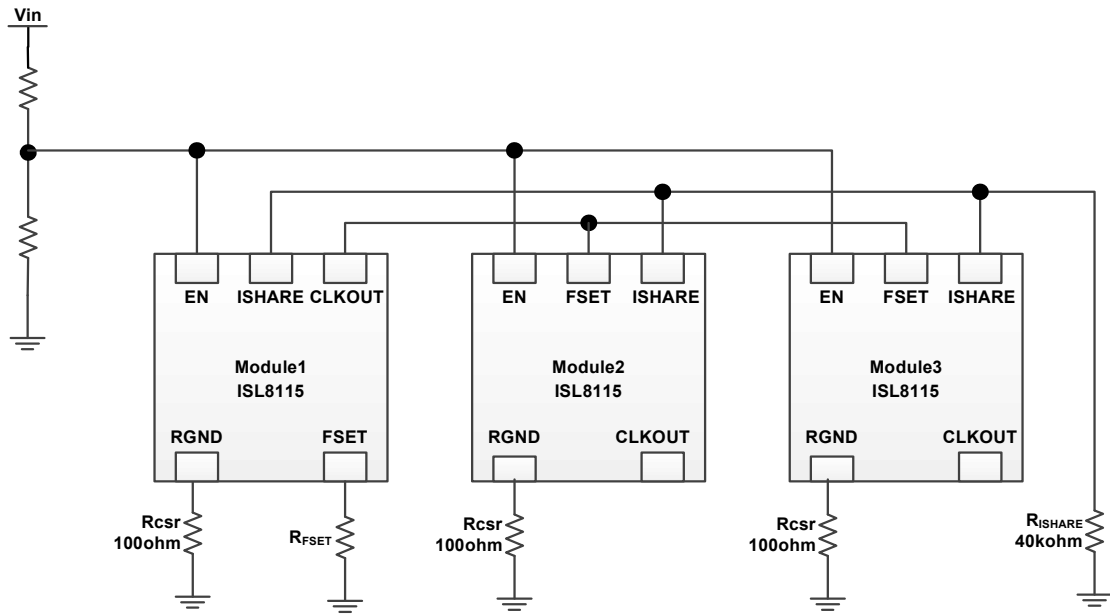 Vin
EN ISHARE CLKOUT
EN FSET ISHARE
EN FSET ISHARE
Module1
ISL8115
Module2
ISL8115
Module3
ISL8115
RGND FSET
RGND CLKOUT
RGND CLKOUT
Rcsr
100ohm
RFSET
Rcsr
100ohm
Rcsr
100ohm
RISHARE
40kohm